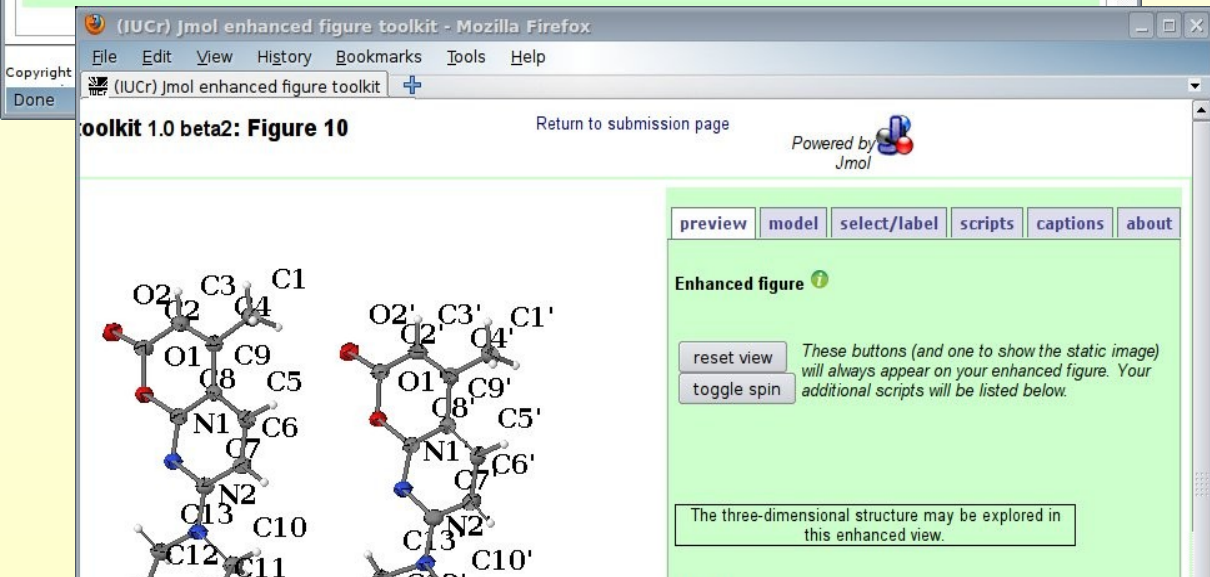 (IUCr) Jmol enhanced figure toolkit - Mozilla Firefox
File Edit View History Bookmarks Tools Help
Copyright
(IUCr) Jmol enhanced figure toolkit
Done
toolkit 1.0 beta2: Figure 10
Return to submission page
Powered by
Jmol
preview model select/label scripts captions about
Enhanced figure
reset view
toggle spin
These buttons (and one to show the static image)
will always appear on your enhanced figure. Your
additional scripts will be listed below.
The three-dimensional structure may be explored in
this enhanced view.
O2 C3 C1
C2 C4
O1 C9
C8 C5
N1 C6
C7
N2
C13 C10
C12 C11
O2' C3' C1'
C2' C4'
O1' C9'
C8' C5'
N1' C6'
C7'
N2'
C13' C10'